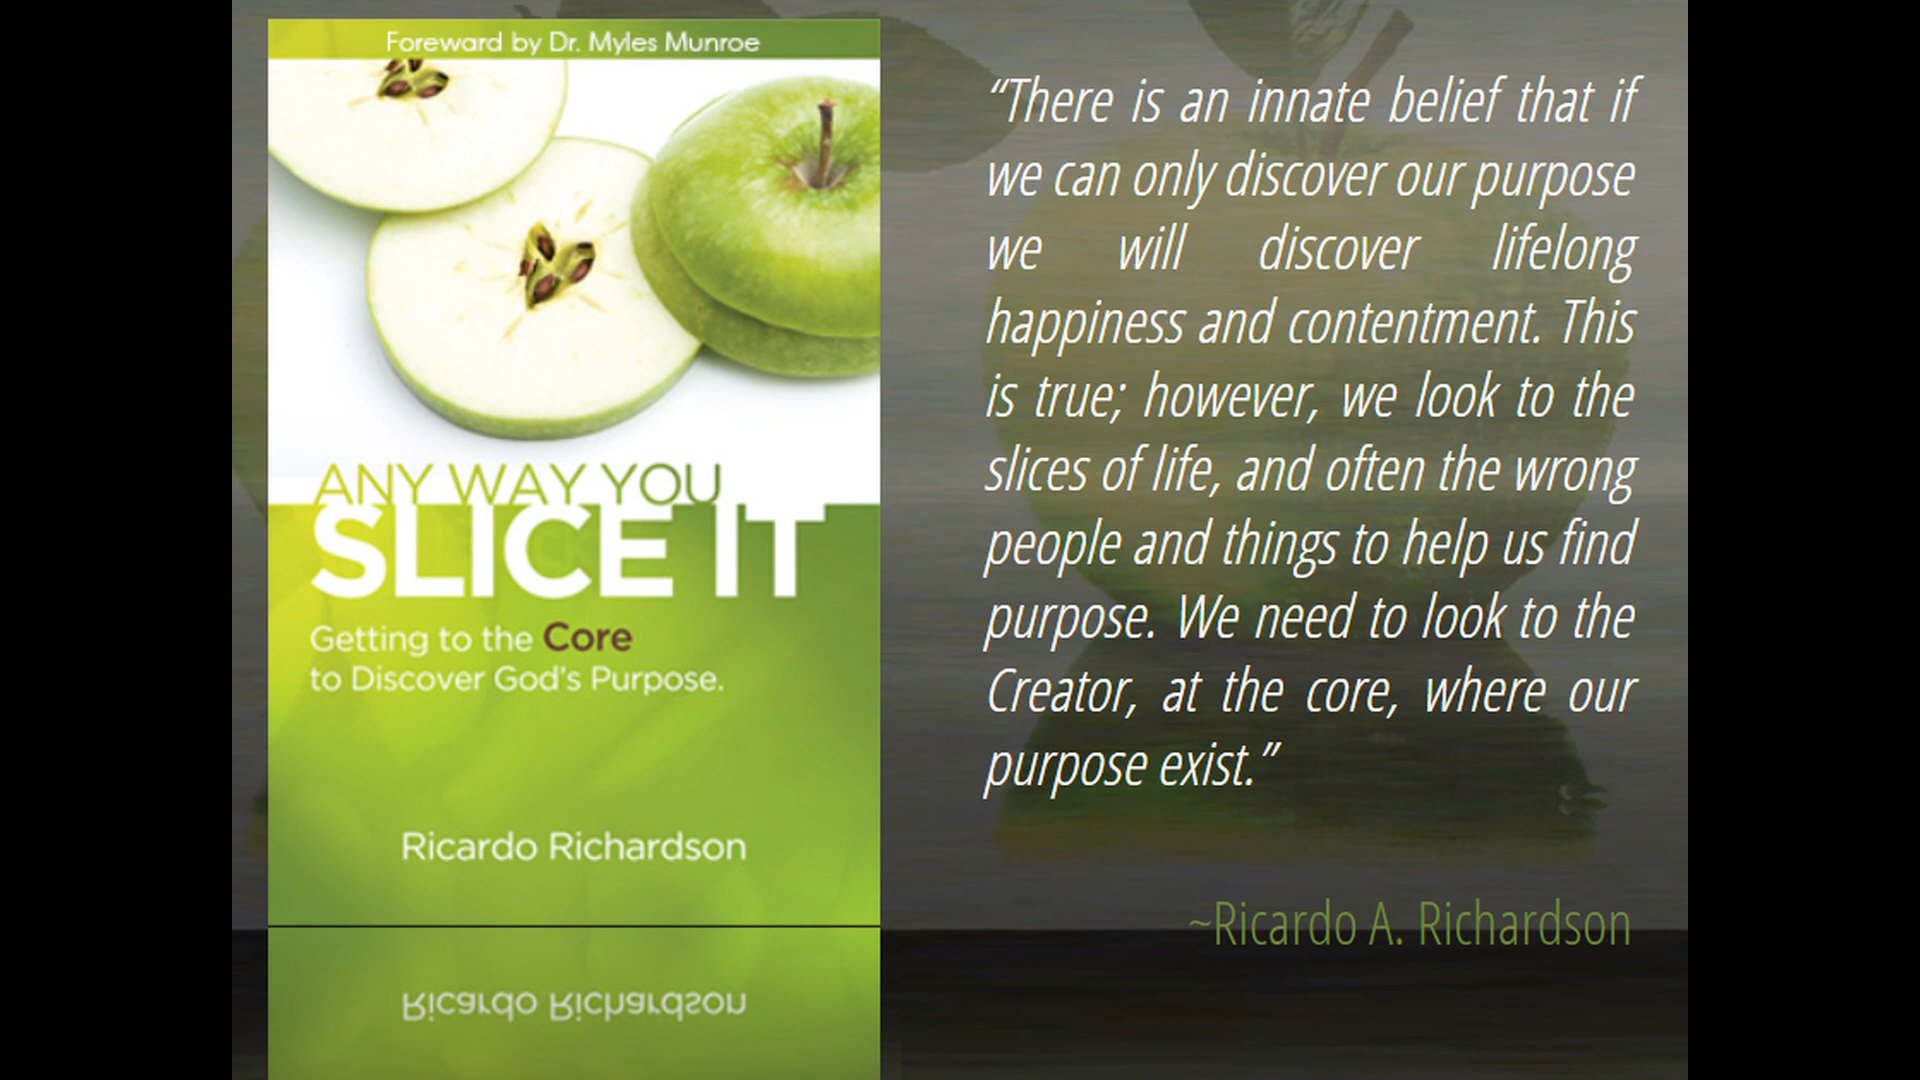 Foreward by Dr. Myles Munroe
ANY WAY YOU
SLICE IT
Getting to the Core
to Discover God's Purpose.
Ricardo Richardson
Ricardo Richardson
“There is an innate belief that if
we can only discover our purpose
we will discover lifelong
happiness and contentment. This
is true; however, we look to the
slices of life, and often the wrong
people and things to help us find
purpose. We need to look to the
Creator, at the core, where our
purpose exist.”
~Ricardo A. Richardson